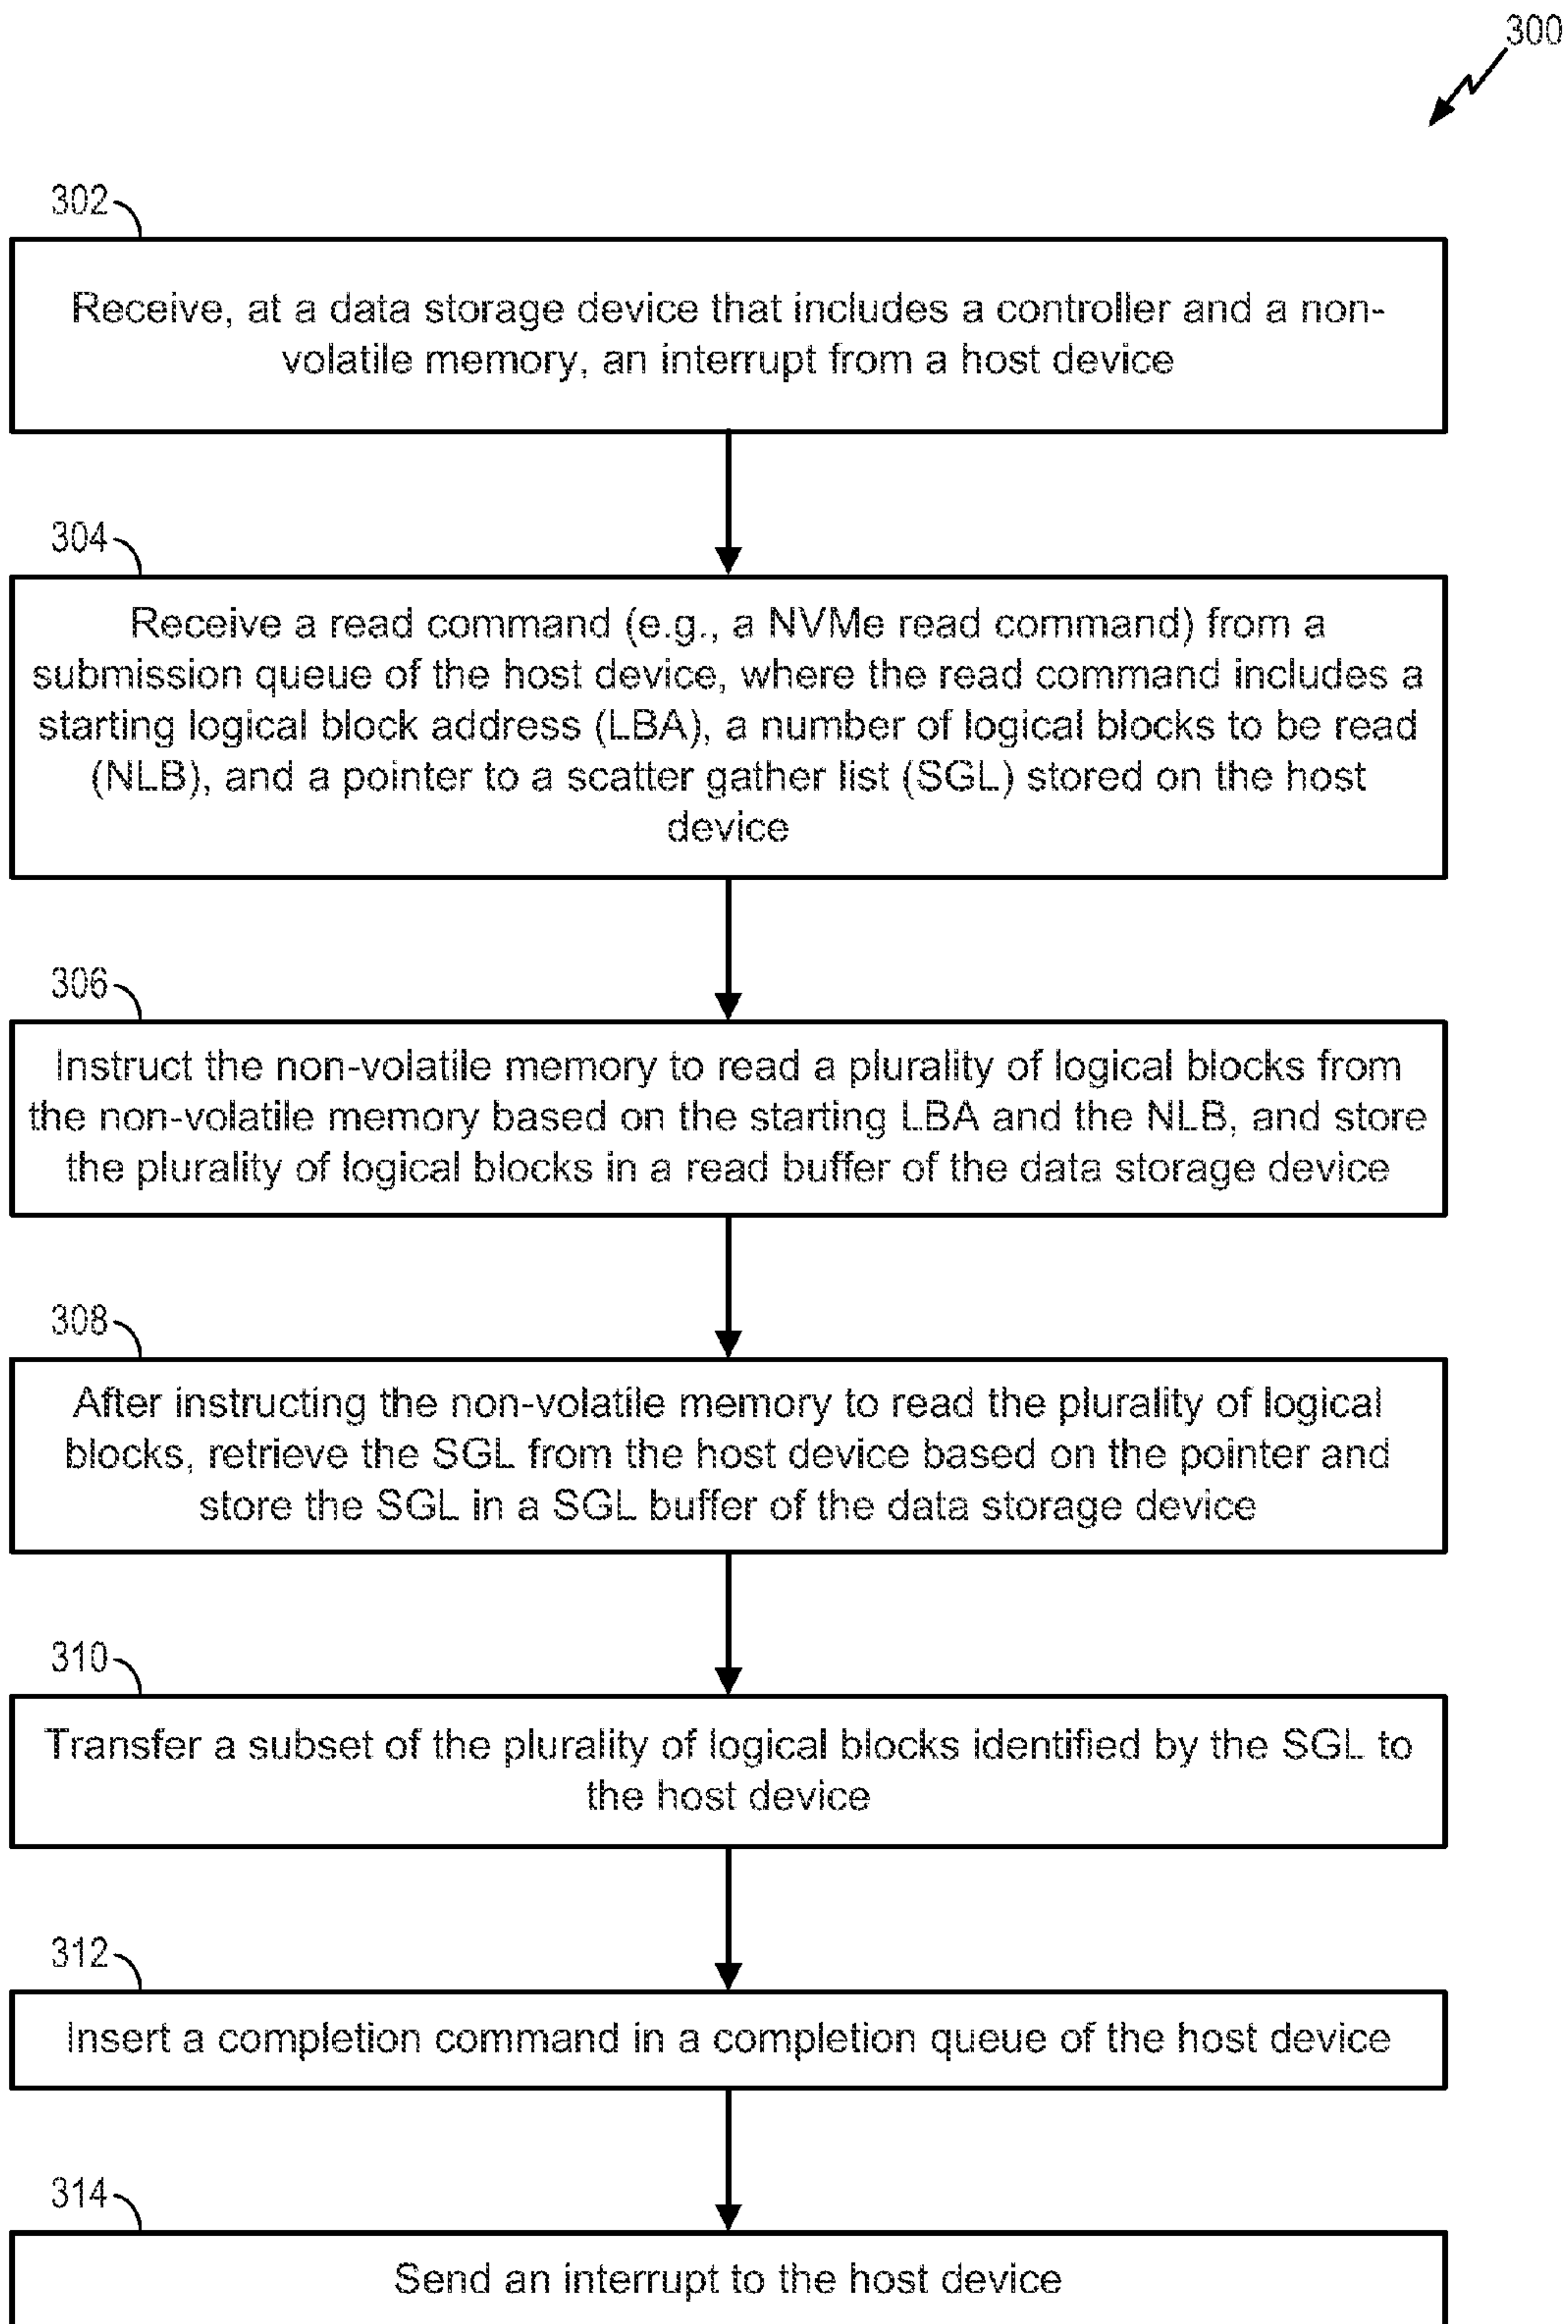 300
302
Receive, at a data storage device that includes a controller and a non-
volatile memory, an interrupt from a host device
304
Receive a read command (e.g., a NVMe read command) from a
submission queue of the host device, where the read command includes a
starting logical block address (LBA), a number of logical blocks to be read
(NLB), and a pointer to a scatter gather list (SGL) stored on the host
device
306
Instruct the non-volatile memory to read a plurality of logical blocks from
the non-volatile memory based on the starting LBA and the NLB, and store
the plurality of logical blocks in a read buffer of the data storage device
308
After instructing the non-volatile memory to read the plurality of logical
blocks, retrieve the SGL from the host device based on the pointer and
store the SGL in a SGL buffer of the data storage device
310
Transfer a subset of the plurality of logical blocks identified by the SGL to
the host device
312
Insert a completion command in a completion queue of the host device
314
Send an interrupt to the host device